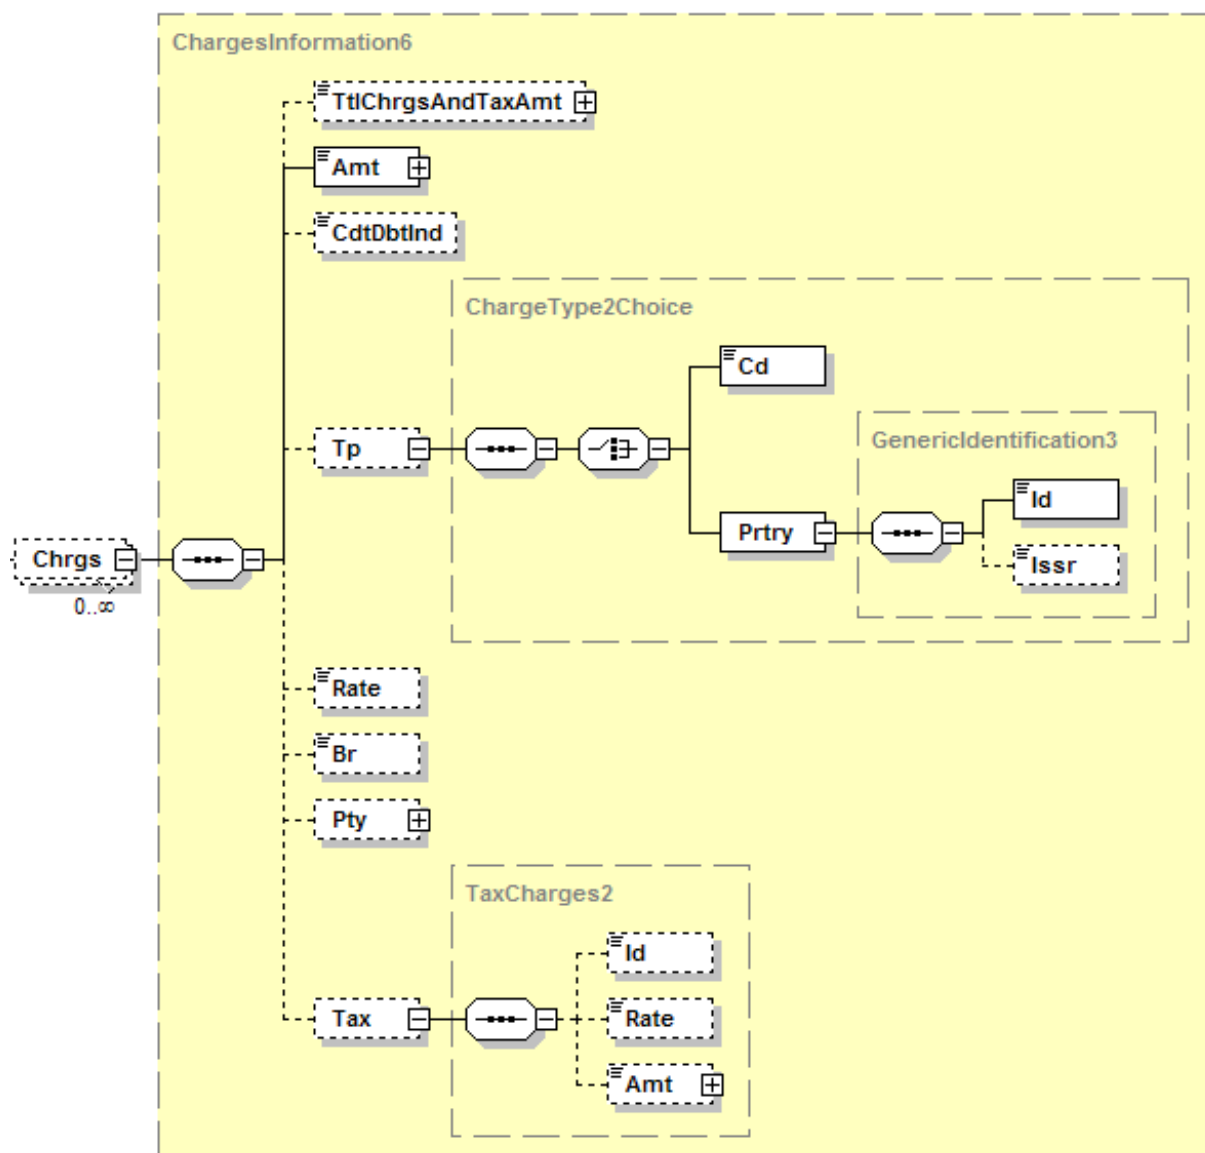 ChargesInformation6
TtlChrgsAndTaxAmt
Amt
CdtDbtInd
ChargeType2Choice
Cd
GenericIdentification3
Tp
Id
Prtry
Chrgs
Issr
0..∞
Rate
Br
Pty
TaxCharges2
Id
Tax
Rate
Amt